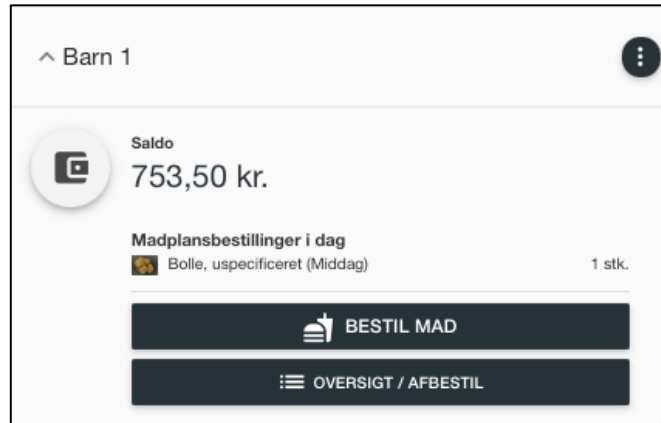 Barn 1
Saldo
753,50 kr.
Madplansbestillinger i dag
Bolle, uspecificeret (Middag) 1 stk.
BESTIL MAD
OVERSIGT / AFBESTIL